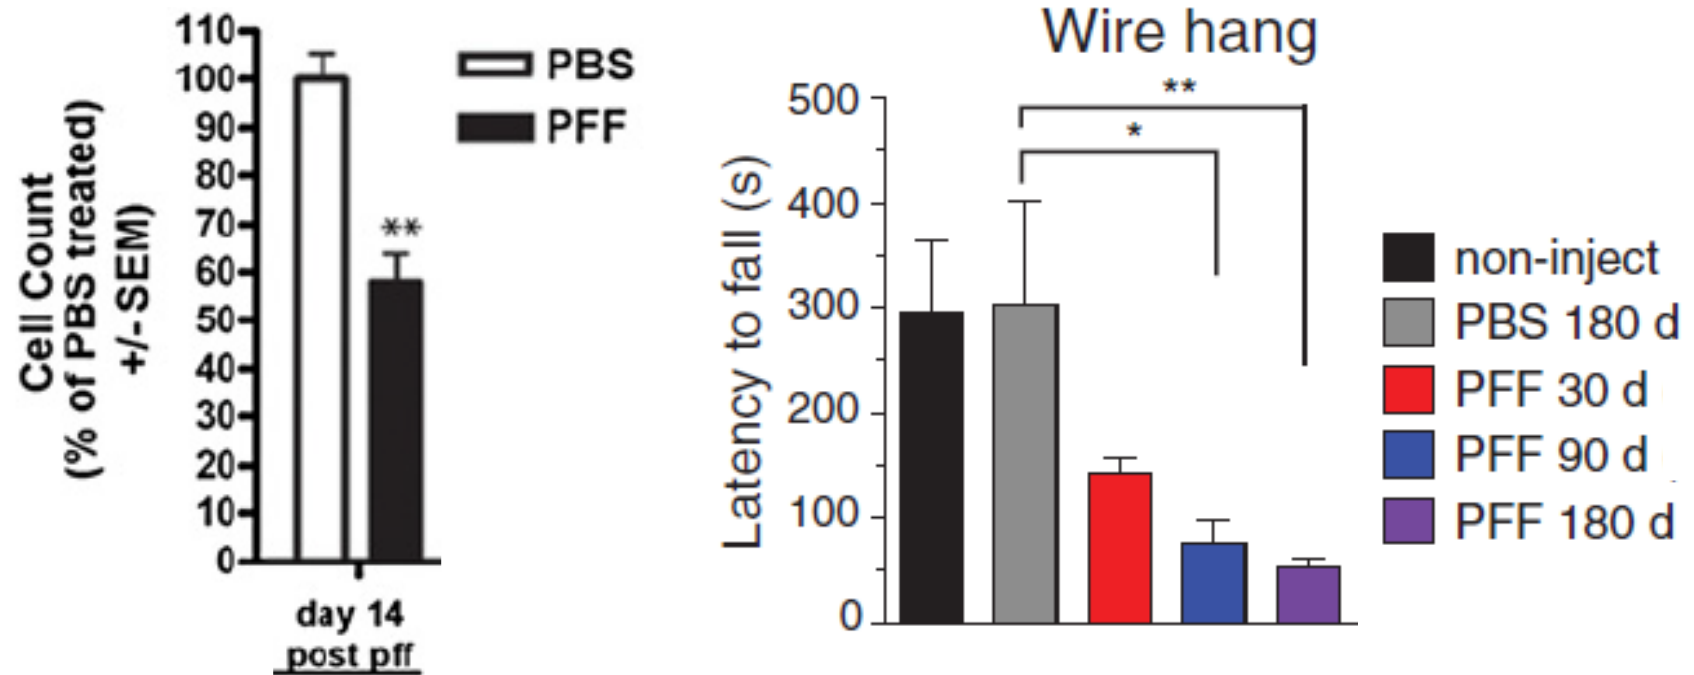 110
100
90
80
70
60
50
40
30
20
10
0
Cell Count
(% of PBS treated)
+/-SEM)
PBS
PFF
**
day 14
post pff
Wire hang
500
400
300
200
100
0
Latency to fall (s)
**
*
non-inject
PBS 180 d
PFF 30 d
PFF 90 d
PFF 180 d